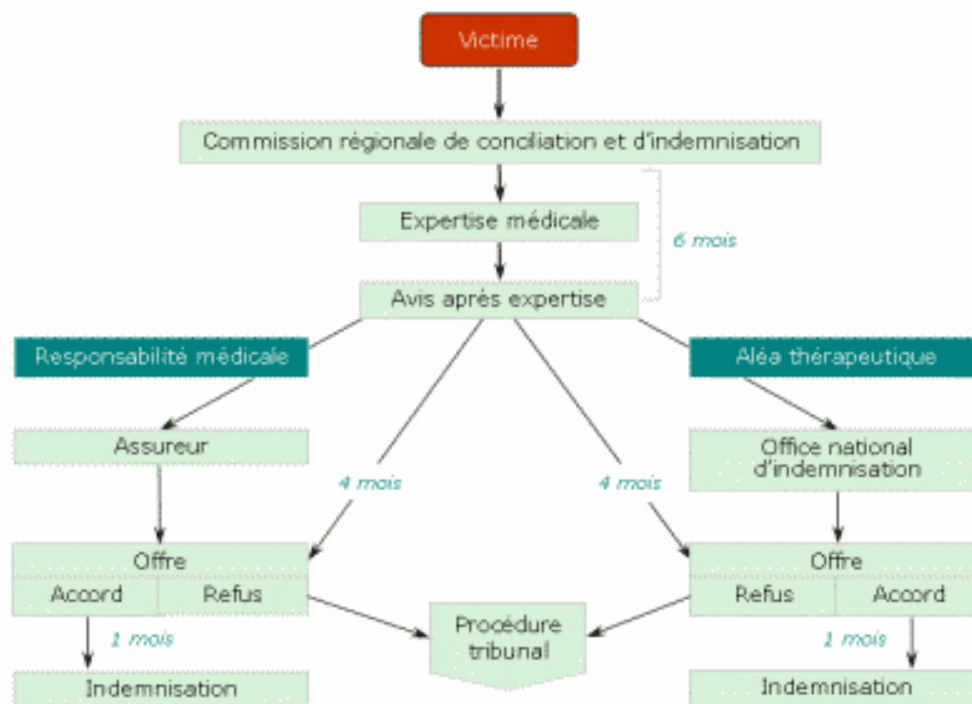 Victime
Commission régionale de conciliation et d'indemnisation
Expertise médicale
6 mois
Avis après expertise
Responsabilité médicale
Aléa thérapeutique
Assureur
Office national
d'indemnisation
4 mois
4 mois
Offre
Offre
Accord
Refus
Refus
Accord
Procédure
tribunal
1 mois
1 mois
Indemnisation
Indemnisation